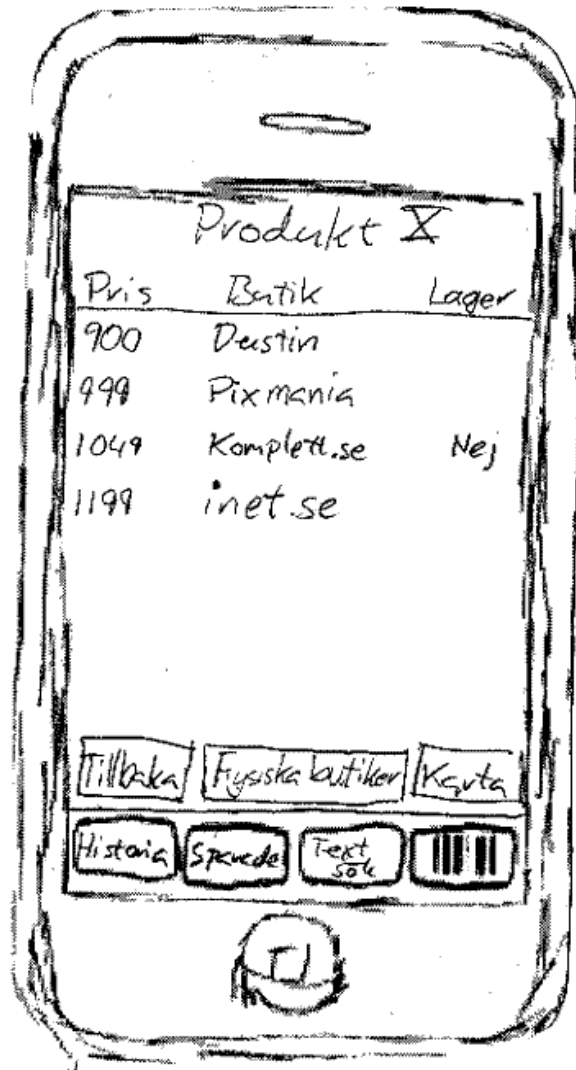 Produkt X
Pris Butik Lager
900 Dustin
999 Pixmania
1049 Komplett.se Nej
1199 inet.se
Tillbaka Fysiska butiker Karta
Historia Sparade Text sök